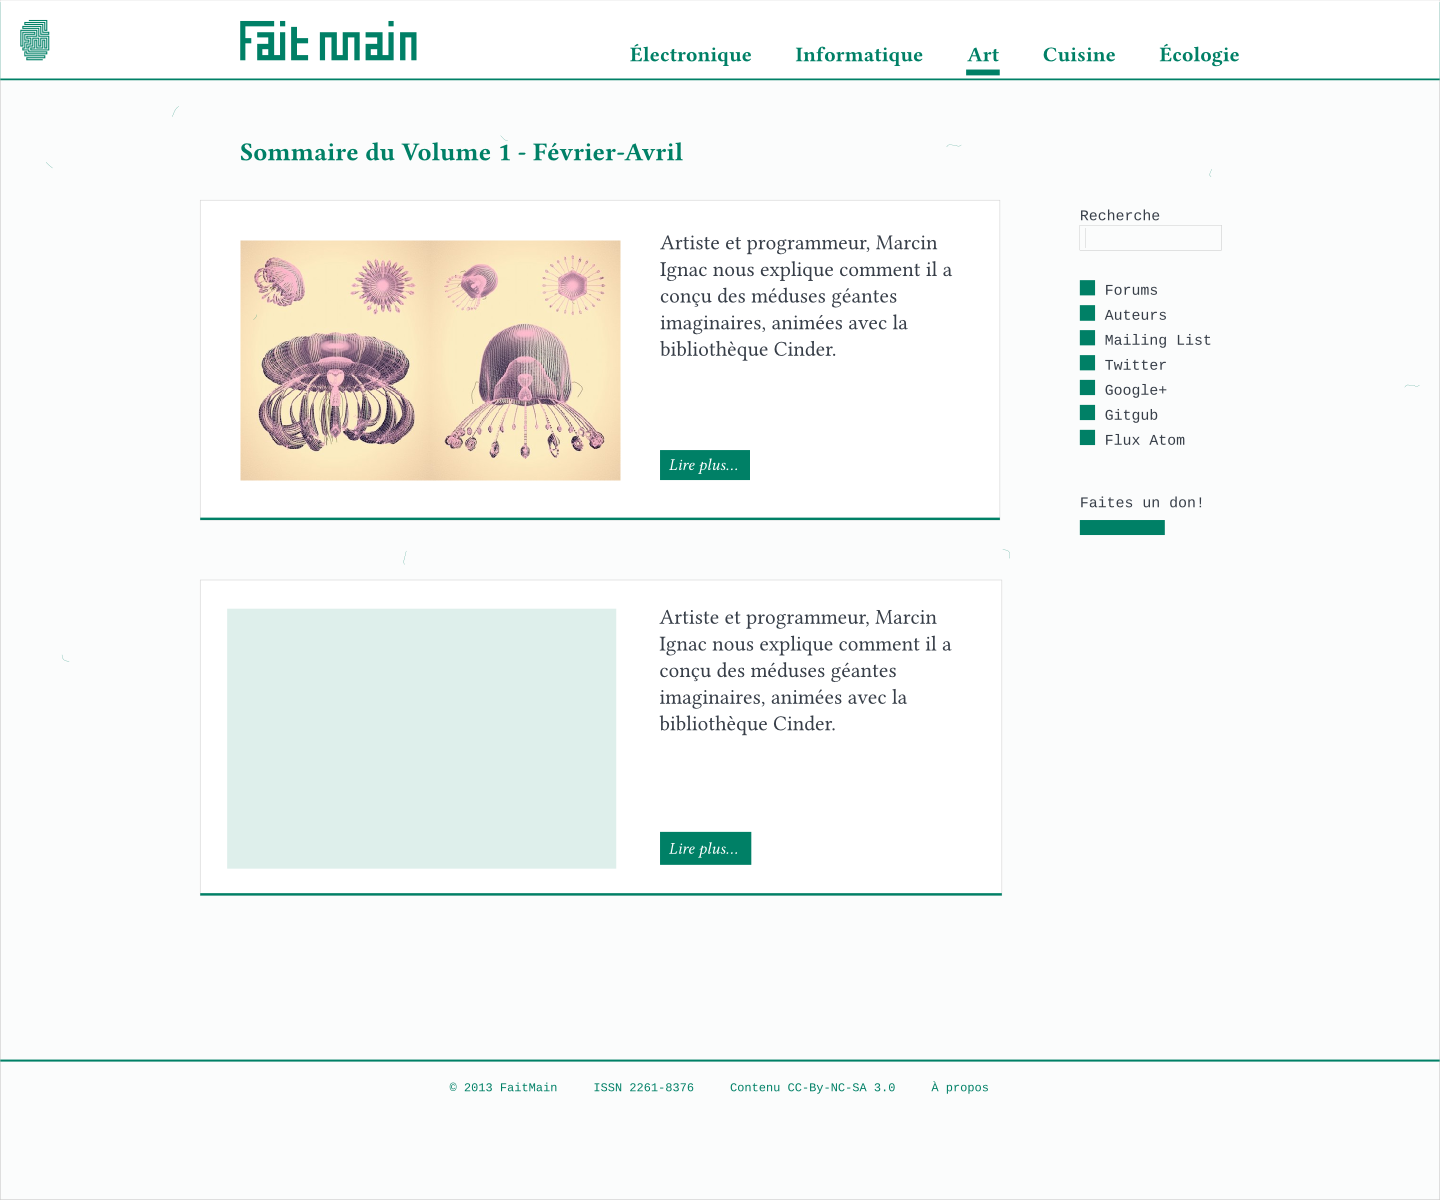 Fait main
Électronique Informatique Art Cuisine Écologie
Sommaire du Volume 1 - Février-Avril
Artiste et programmeur, Marcin
Ignac nous explique comment il a
conçu des méduses géantes
imaginaires, animées avec la
bibliothèque Cinder.
Lire plus...
Artiste et programmeur, Marcin
Ignac nous explique comment il a
conçu des méduses géantes
imaginaires, animées avec la
bibliothèque Cinder.
Lire plus...
Recherche
Forums
Auteurs
Mailing List
Twitter
Google+
Gitgub
Flux Atom
Faites un don!
© 2013 FaitMain ISSN 2261-8376 Contenu CC-By-NC-SA 3.0 À propos